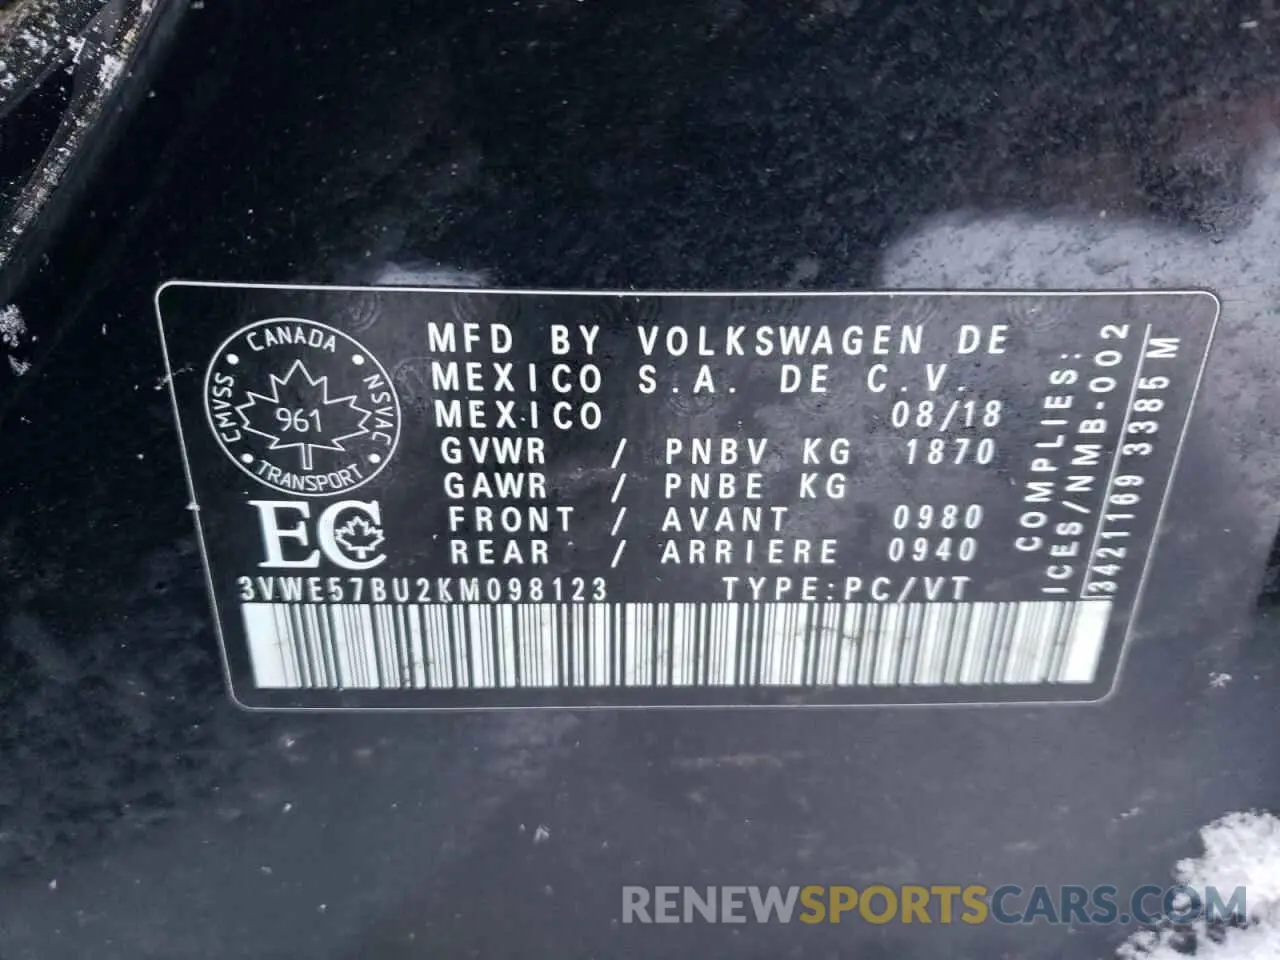 CANADA
CMVSS
NSVAC
961
TRANSPORT
EC
MFD BY VOLKSWAGEN DE
MEXICO S.A. DE C.V.
MEXICO 08/18
GVWR / PNBV KG 1870
GAWR / PNBE KG
FRONT / AVANT 0980
REAR / ARRIERE 0940
3VWE57BU2KM098123 TYPE:PC/VT
COMPLIES:
ICES/NMB-002
3421169 3385 M
RENEWSPORTSCARS.COM